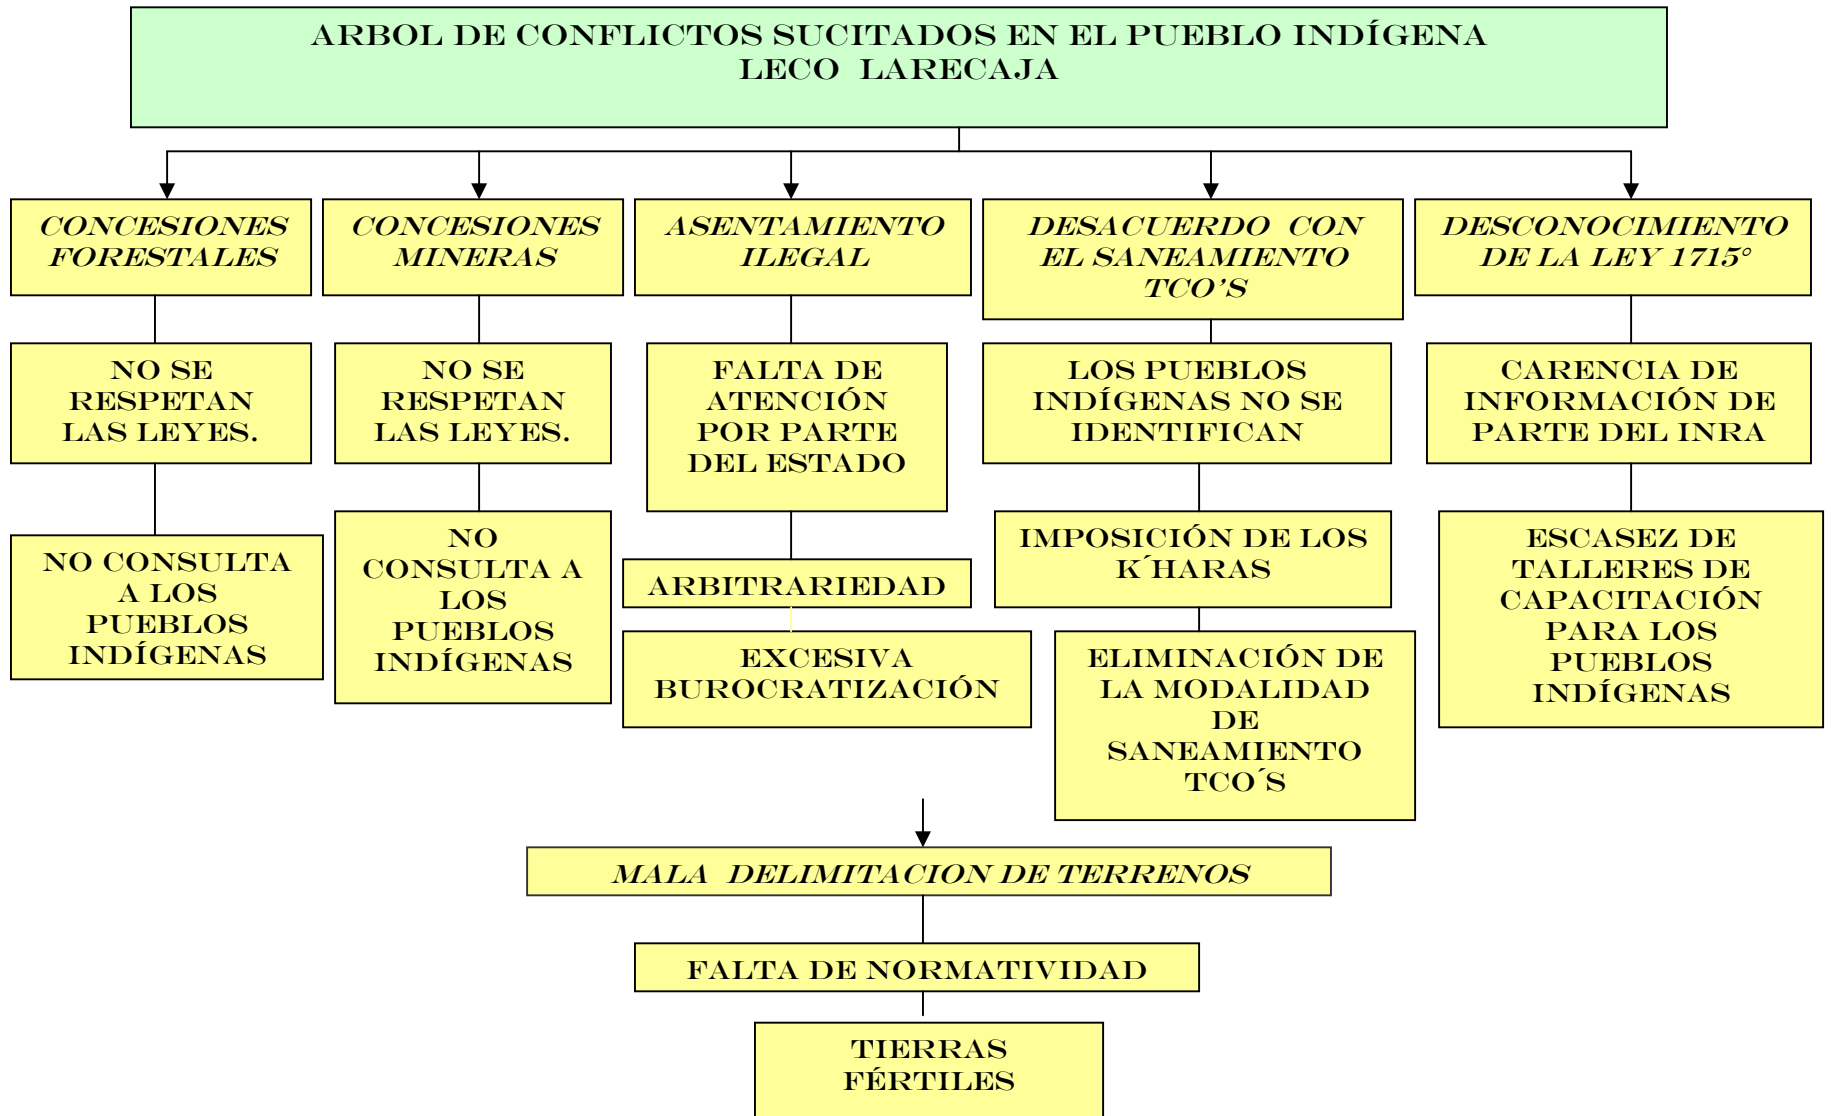 ARBOL DE CONFLICTOS SUCITADOS EN EL PUEBLO INDÍGENA
LECO LARECAJA
CONCESIONES
FORESTALES
NO SE
RESPETAN
LAS LEYES.
NO CONSULTA
A LOS
PUEBLOS
INDÍGENAS
CONCESIONES
MINERAS
NO SE
RESPETAN
LAS LEYES.
NO
CONSULTA A
LOS
PUEBLOS
INDÍGENAS
ASENTAMIENTO
ILEGAL
FALTA DE
ATENCIÓN
POR PARTE
DEL ESTADO
ARBITRARIEDAD
EXCESIVA
BUROCRATIZACIÓN
DESACUERDO CON
EL SANEAMIENTO
TCO'S
LOS PUEBLOS
INDÍGENAS NO SE
IDENTIFICAN
IMPOSICIÓN DE LOS
K´HARAS
ELIMINACIÓN DE
LA MODALIDAD
DE
SANEAMIENTO
TCO´S
DESCONOCIMIENTO
DE LA LEY 1715°
CARENCIA DE
INFORMACIÓN DE
PARTE DEL INRA
ESCASEZ DE
TALLERES DE
CAPACITACIÓN
PARA LOS
PUEBLOS
INDÍGENAS
MALA DELIMITACION DE TERRENOS
FALTA DE NORMATIVIDAD
TIERRAS
FÉRTILES